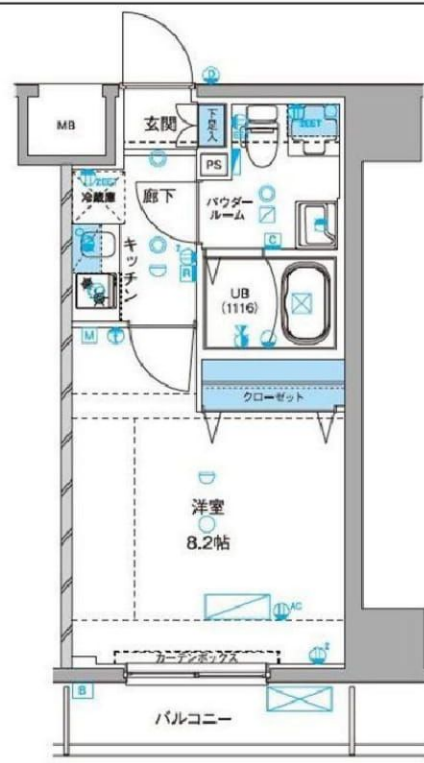 MB
玄関
下足入
PS
冷蔵庫
廊下
パウダー
ルーム
キッチン
C
R
UB
(1116)
M
クローゼット
洋室
8.2帖
AC
カーテンボックス
B
バルコニー